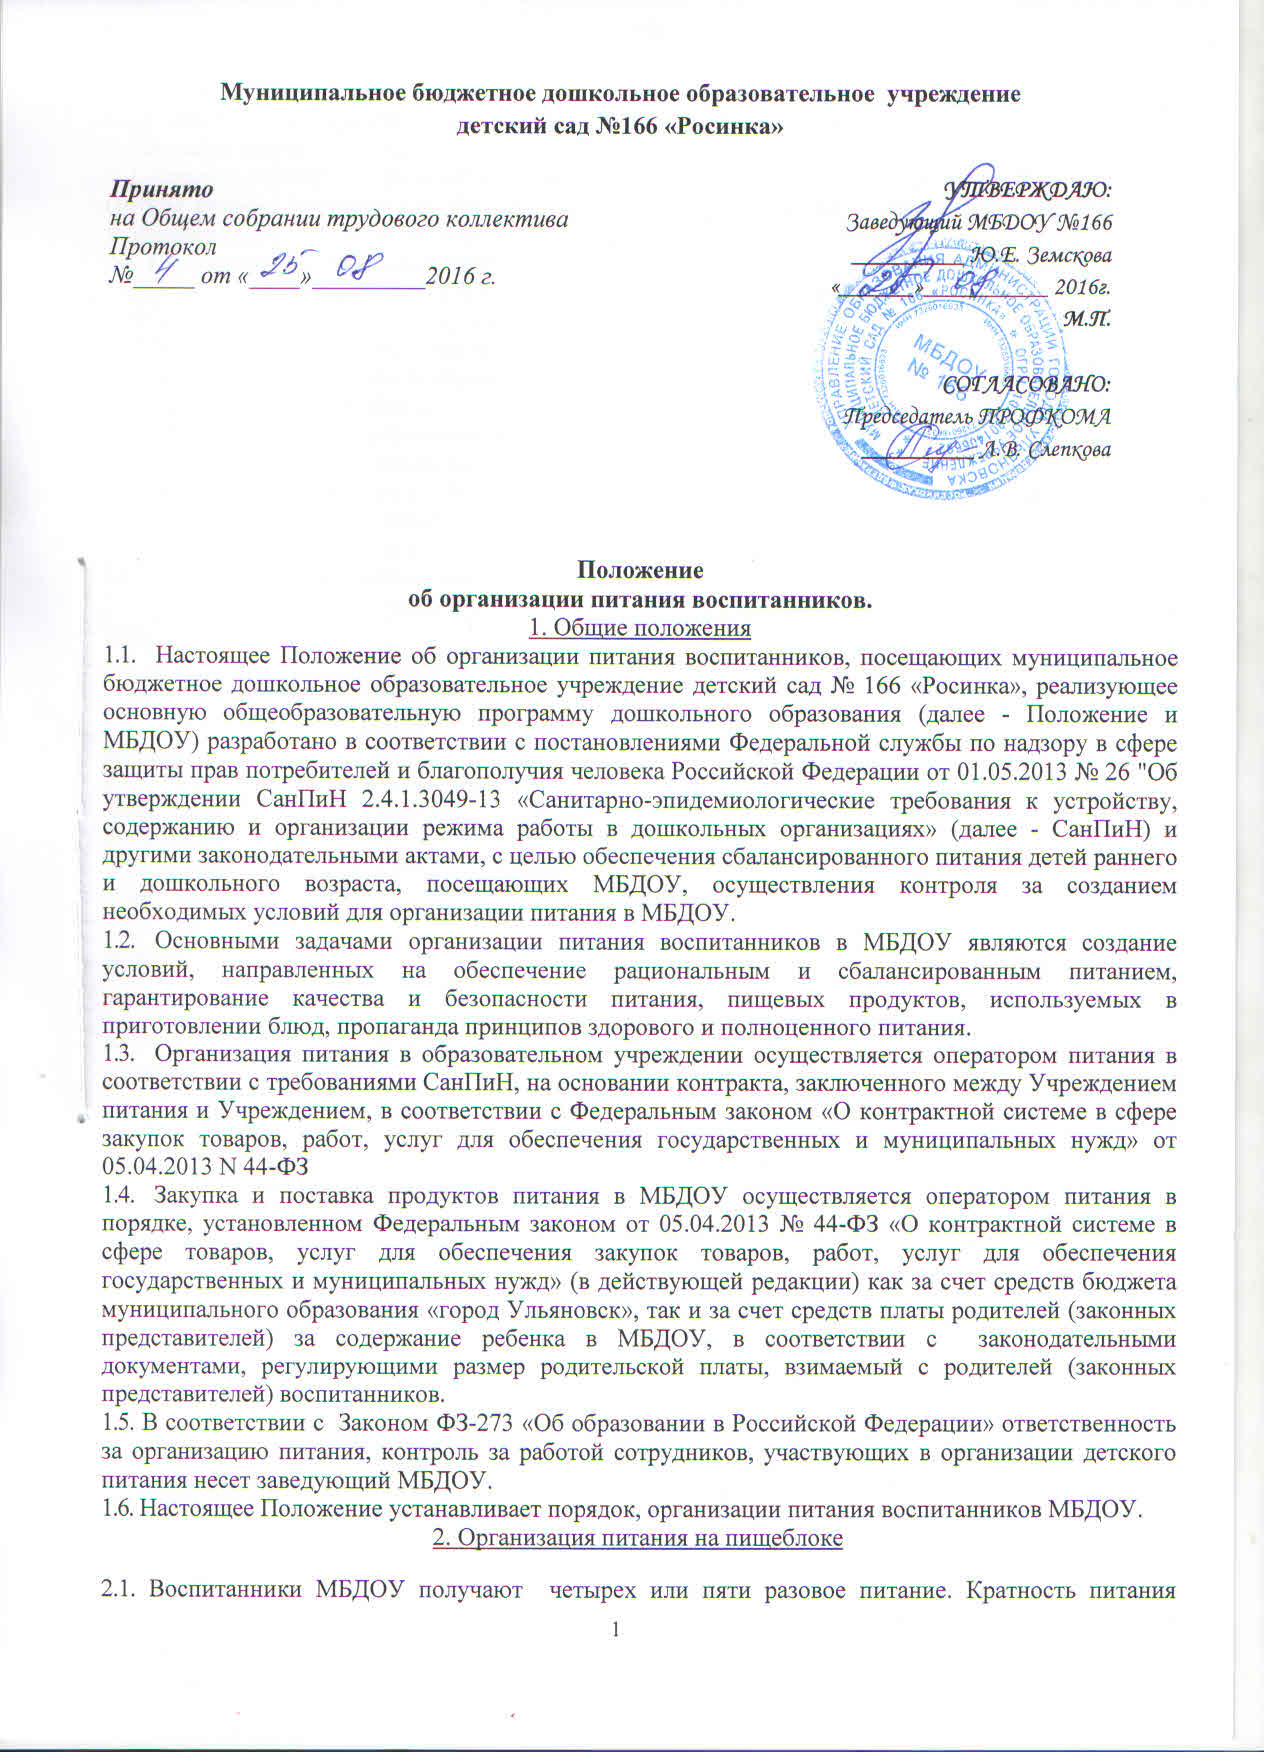 Муниципальное бюджетное дошкольное образовательное учреждение
детский сад №166 «Росинка»
Принято
на Общем собрании трудового коллектива
Протокол
№ 4 от « 25 » 08 2016 г.
УТВЕРЖДАЮ:
Заведующий МБДОУ №166
Ю.Е. Земскова
« » 08 2016г.
М.П.
МБДОУ
№ 166
СОГЛАСОВАНО:
Председатель ПРОФКОМА
Л.В. Слепкова
Положение
об организации питания воспитанников.
1. Общие положения
1.1. Настоящее Положение об организации питания воспитанников, посещающих муниципальное
бюджетное дошкольное образовательное учреждение детский сад № 166 «Росинка», реализующее
основную общеобразовательную программу дошкольного образования (далее - Положение и
МБДОУ) разработано в соответствии с постановлениями Федеральной службы по надзору в сфере
защиты прав потребителей и благополучия человека Российской Федерации от 01.05.2013 № 26 "Об
утверждении СанПиН 2.4.1.3049-13 «Санитарно-эпидемиологические требования к устройству,
содержанию и организации режима работы в дошкольных организациях» (далее - СанПиН) и
другими законодательными актами, с целью обеспечения сбалансированного питания детей раннего
и дошкольного возраста, посещающих МБДОУ, осуществления контроля за созданием
необходимых условий для организации питания в МБДОУ.
1.2. Основными задачами организации питания воспитанников в МБДОУ являются создание
условий, направленных на обеспечение рациональным и сбалансированным питанием,
гарантирование качества и безопасности питания, пищевых продуктов, используемых в
приготовлении блюд, пропаганда принципов здорового и полноценного питания.
1.3. Организация питания в образовательном учреждении осуществляется оператором питания в
соответствии с требованиями СанПиН, на основании контракта, заключенного между Учреждением
питания и Учреждением, в соответствии с Федеральным законом «О контрактной системе в сфере
закупок товаров, работ, услуг для обеспечения государственных и муниципальных нужд» от
05.04.2013 N 44-ФЗ
1.4. Закупка и поставка продуктов питания в МБДОУ осуществляется оператором питания в
порядке, установленном Федеральным законом от 05.04.2013 № 44-ФЗ «О контрактной системе в
сфере товаров, услуг для обеспечения закупок товаров, работ, услуг для обеспечения
государственных и муниципальных нужд» (в действующей редакции) как за счет средств бюджета
муниципального образования «город Ульяновск», так и за счет средств платы родителей (законных
представителей) за содержание ребенка в МБДОУ, в соответствии с законодательными
документами, регулирующими размер родительской платы, взимаемый с родителей (законных
представителей) воспитанников.
1.5. В соответствии с Законом ФЗ-273 «Об образовании в Российской Федерации» ответственность
за организацию питания, контроль за работой сотрудников, участвующих в организации детского
питания несет заведующий МБДОУ.
1.6. Настоящее Положение устанавливает порядок, организации питания воспитанников МБДОУ.
2. Организация питания на пищеблоке
2.1. Воспитанники МБДОУ получают четырех или пяти разовое питание. Кратность питания
1